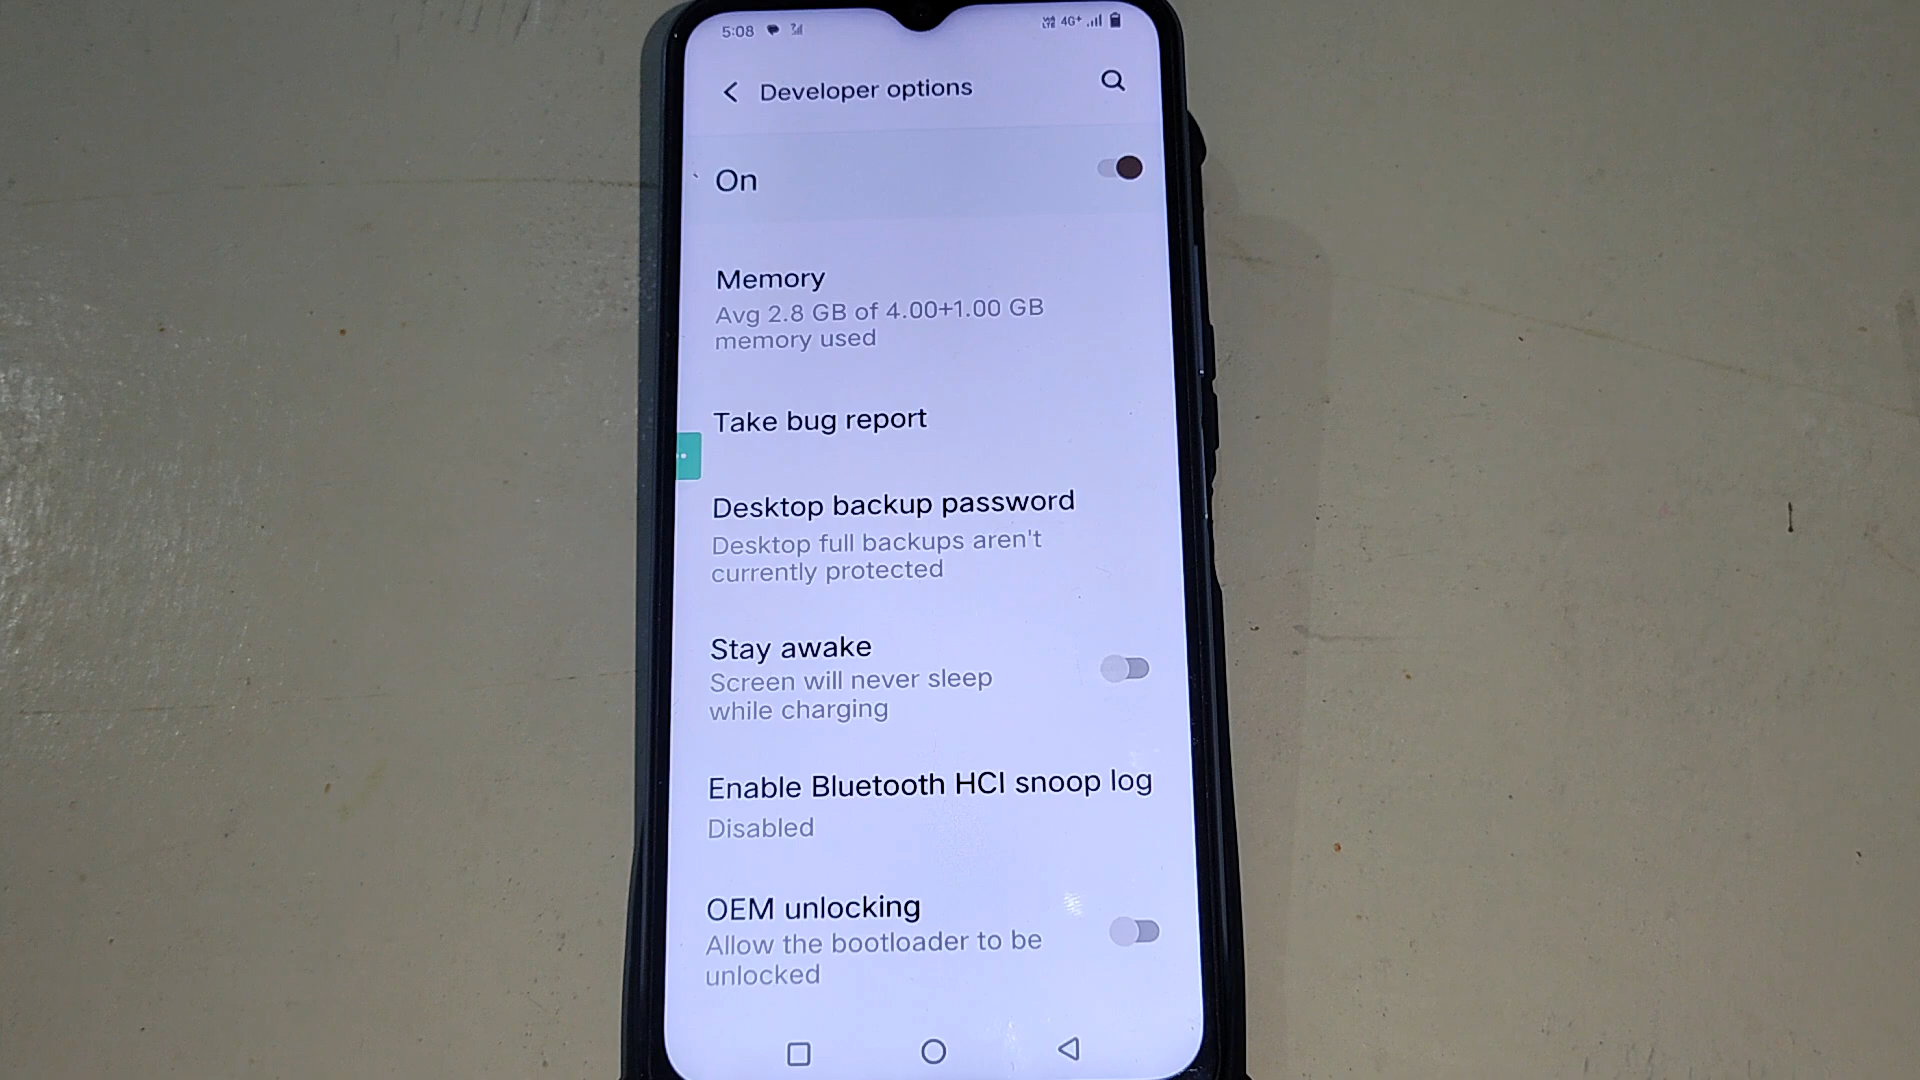 5:08 4G+
Developer options
On
Memory
Avg 2.8 GB of 4.00+1.00 GB
memory used
Take bug report
Desktop backup password
Desktop full backups aren't
currently protected
Stay awake
Screen will never sleep
while charging
Enable Bluetooth HCI snoop log
Disabled
OEM unlocking
Allow the bootloader to be
unlocked